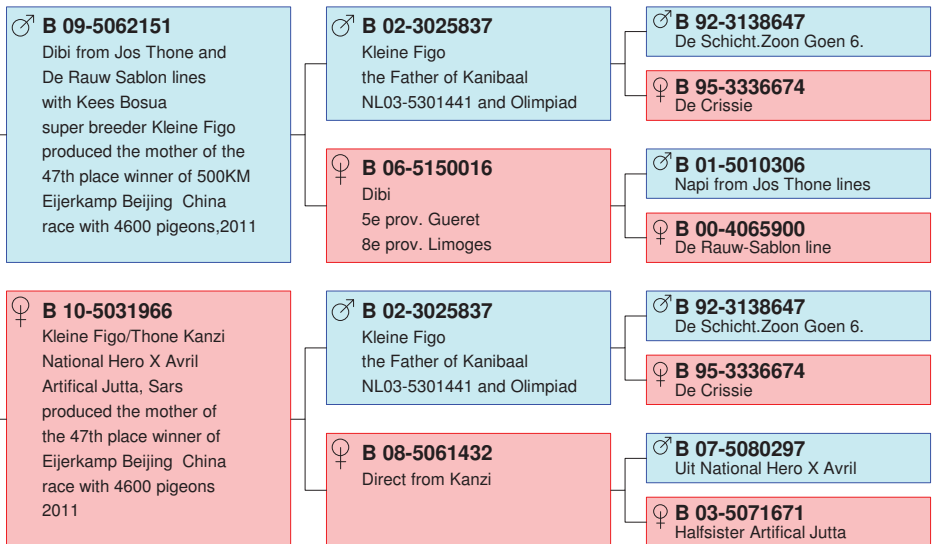 B 09-5062151
Dibi from Jos Thone and
De Rauw Sablon lines
with Kees Bosua
super breeder Kleine Figo
produced the mother of the
47th place winner of 500KM
Eijerkamp Beijing China
race with 4600 pigeons,2011
B 10-5031966
Kleine Figo/Thone Kanzi
National Hero X Avril
Artifical Jutta, Sars
produced the mother of
the 47th place winner of
Eijerkamp Beijing China
race with 4600 pigeons
2011
B 02-3025837
Kleine Figo
the Father of Kanibaal
NL03-5301441 and Olimpiad
B 06-5150016
Dibi
5e prov. Gueret
8e prov. Limoges
B 02-3025837
Kleine Figo
the Father of Kanibaal
NL03-5301441 and Olimpiad
B 08-5061432
Direct from Kanzi
B 92-3138647
De Schicht.Zoon Goen 6.
B 95-3336674
De Crissie
B 01-5010306
Napi from Jos Thone lines
B 00-4065900
De Rauw-Sablon line
B 92-3138647
De Schicht.Zoon Goen 6.
B 95-3336674
De Crissie
B 07-5080297
Uit National Hero X Avril
B 03-5071671
Halfsister Artifical Jutta